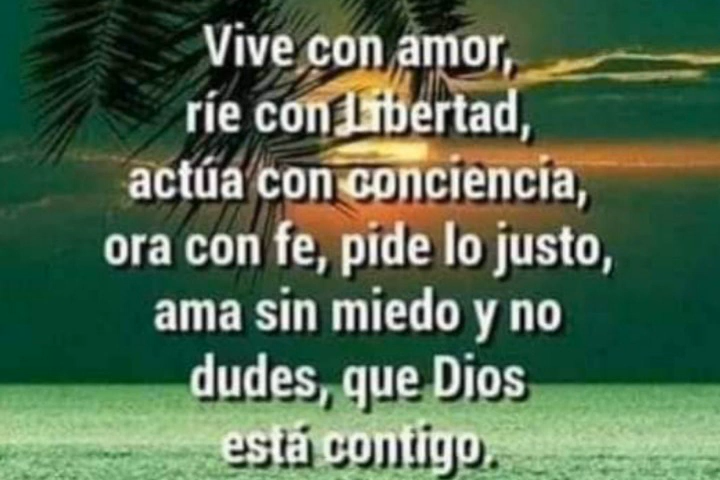 Vive con amor,
ríe con Libertad,
actúa con conciencia,
ora con fe, pide lo justo,
ama sin miedo y no
dudes, que Dios
está contigo.